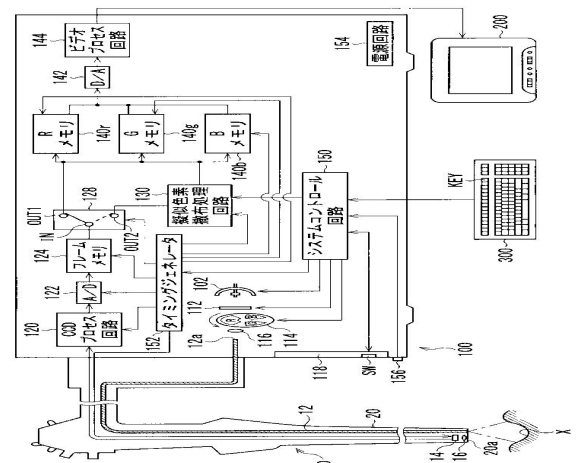 144
ビデオ
プロセス
回路
142
D/A
154
電源回路
200
R
メモリ
140r
G
メモリ
140g
B
メモリ
140b
OUT1
IN
OUT2
128
130
擬似色素
散布処理
回路
150
システムコントロール
回路
KEY
300
124
フレーム
メモリ
122
A/D
120
CCD
プロセス
回路
152
タイミングジェネレータ
102
112
12a
116
114
118
SW
156
100
12
20
14
16
20a
X